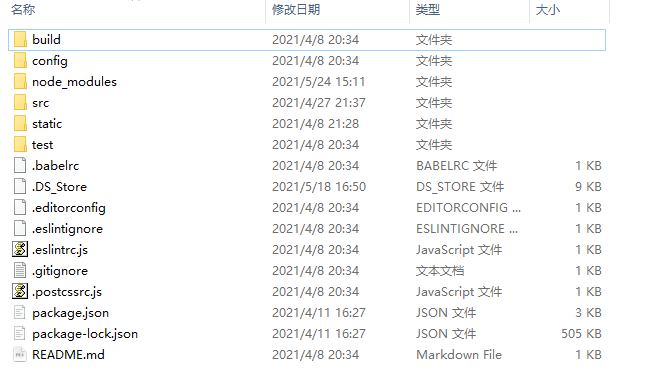 名称 修改日期 类型 大小
build 2021/4/8 20:34 文件夹
config 2021/4/8 20:34 文件夹
node_modules 2021/5/24 15:11 文件夹
src 2021/4/27 21:37 文件夹
static 2021/4/8 21:28 文件夹
test 2021/4/8 20:34 文件夹
.babelrc 2021/4/8 20:34 BABELRC 文件 1 KB
.DS_Store 2021/5/18 16:50 DS_STORE 文件 9 KB
.editorconfig 2021/4/8 20:34 EDITORCONFIG ... 1 KB
.eslintignore 2021/4/8 20:34 ESLINTIGNORE ... 1 KB
.eslintrc.js 2021/4/8 20:34 JavaScript 文件 1 KB
.gitignore 2021/4/8 20:34 文本文档 1 KB
.postcssrc.js 2021/4/8 20:34 JavaScript 文件 1 KB
package.json 2021/4/11 16:27 JSON 文件 3 KB
package-lock.json 2021/4/11 16:27 JSON 文件 505 KB
README.md 2021/4/8 20:34 Markdown File 1 KB